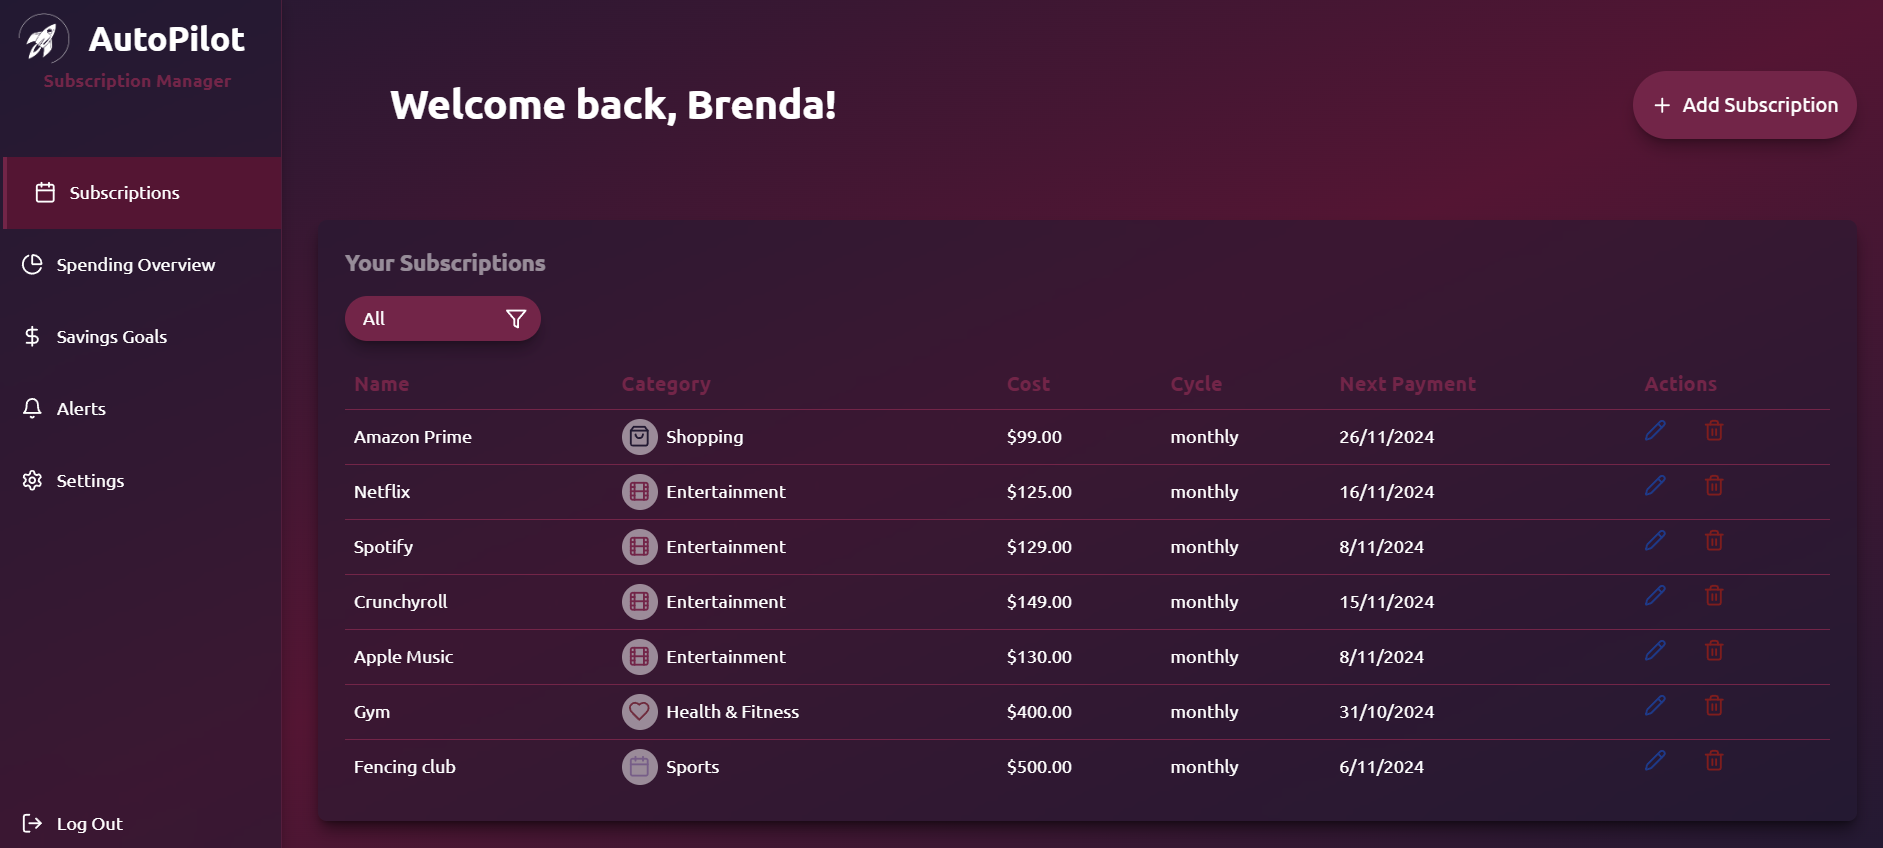 AutoPilot
Subscription Manager
Subscriptions
Spending Overview
Savings Goals
Alerts
Settings
Log Out
Welcome back, Brenda!
+ Add Subscription
Your Subscriptions
All
Name Category Cost Cycle Next Payment Actions
Amazon Prime Shopping $99.00 monthly 26/11/2024
Netflix Entertainment $125.00 monthly 16/11/2024
Spotify Entertainment $129.00 monthly 8/11/2024
Crunchyroll Entertainment $149.00 monthly 15/11/2024
Apple Music Entertainment $130.00 monthly 8/11/2024
Gym Health & Fitness $400.00 monthly 31/10/2024
Fencing club Sports $500.00 monthly 6/11/2024